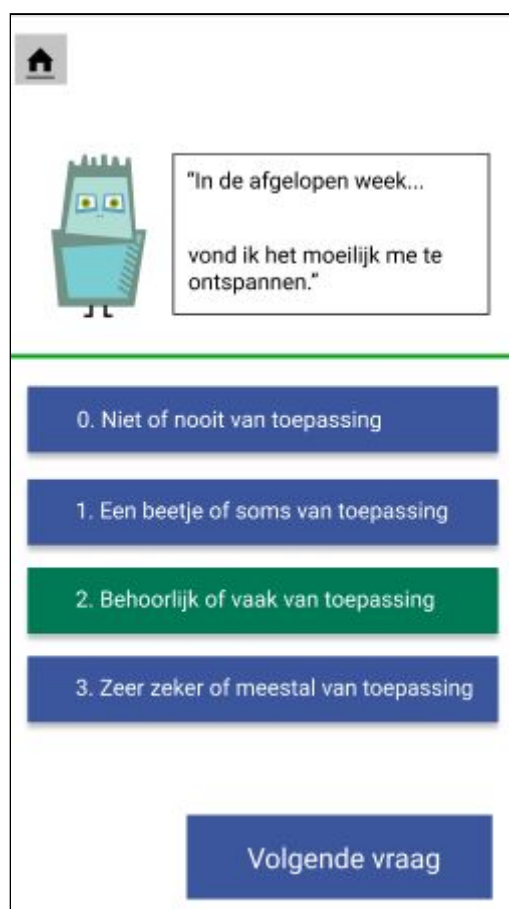 “In de afgelopen week...
vond ik het moeilijk me te
ontspannen.”
0. Niet of nooit van toepassing
1. Een beetje of soms van toepassing
2. Behoorlijk of vaak van toepassing
3. Zeer zeker of meestal van toepassing
Volgende vraag